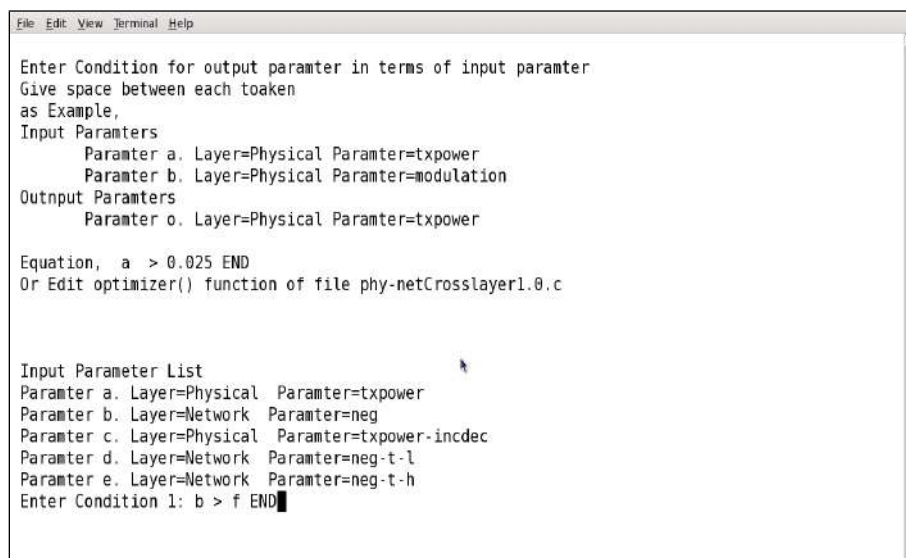 File Edit View Terminal Help
Enter Condition for output paramter in terms of input paramter
Give space between each toaken
as Example,
Input Paramters
Paramter a. Layer=Physical Paramter=txpower
Paramter b. Layer=Physical Paramter=modulation
Outnput Paramters
Paramter o. Layer=Physical Paramter=txpower
Equation, a > 0.025 END
Or Edit optimizer() function of file phy-netCrosslayer1.0.c
Input Parameter List
Paramter a. Layer=Physical Paramter=txpower
Paramter b. Layer=Network Paramter=neg
Paramter c. Layer=Physical Paramter=txpower-incdec
Paramter d. Layer=Network Paramter=neg-t-l
Paramter e. Layer=Network Paramter=neg-t-h
Enter Condition 1: b > f END